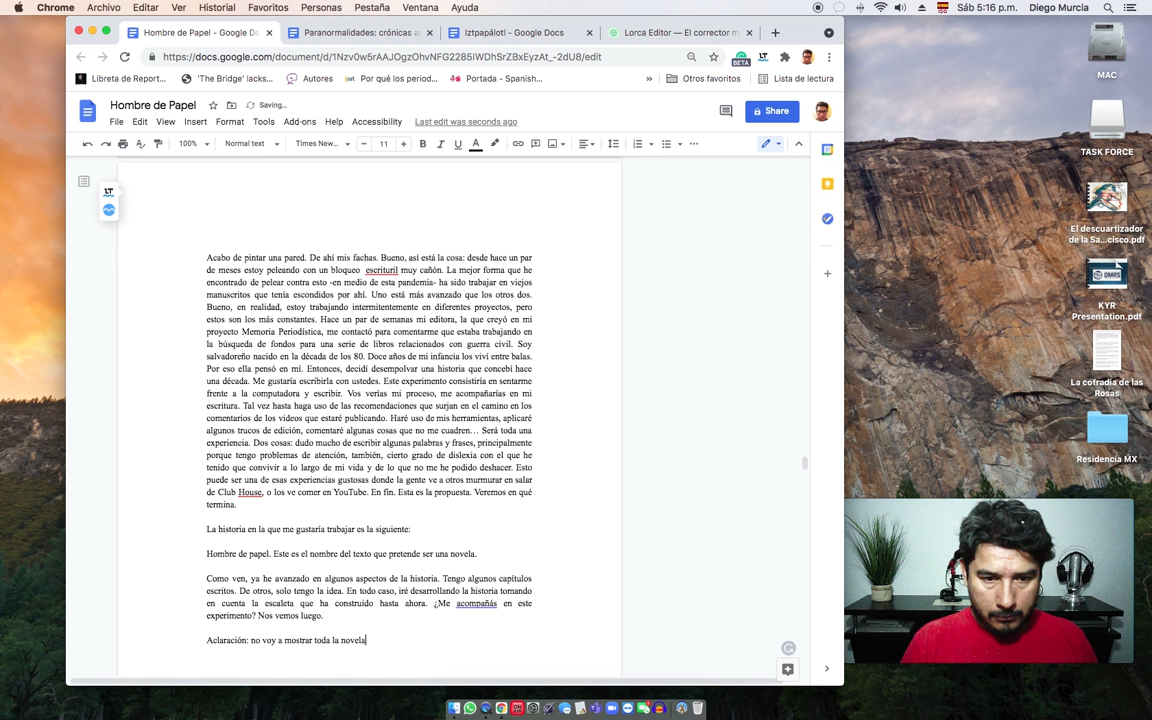 Chrome Archivo Editar Ver Historial Favoritos Personas Pestaña Ventana Ayuda Sáb 5:16 p.m. Diego Murcia
Hombre de Papel - Google Do
Paranormalidades: crónicas a
Iztpapálotl - Google Docs
Lorca Editor — El corrector m
https://docs.google.com/document/d/1Nzv0w5rAAJOgzOhvNFG2285IWDhSrZBxEyzAt_-2dU8/edit
BETA
Libreta de Report...
'The Bridge' lacks...
Autores
Por qué los period...
Portada - Spanish...
»
Otros favoritos
Lista de lectura
Hombre de Papel
Saving...
File Edit View Insert Format Tools Add-ons Help Accessibility Last edit was seconds ago
Share
100% Normal text Times New... 11
Acabo de pintar una pared. De ahí mis fachas. Bueno, así está la cosa: desde hace un par
de meses estoy peleando con un bloqueo escrituril muy cañón. La mejor forma que he
encontrado de pelear contra esto -en medio de esta pandemia- ha sido trabajar en viejos
manuscritos que tenía escondidos por ahí. Uno está más avanzado que los otros dos.
Bueno, en realidad, estoy trabajando intermitentemente en diferentes proyectos, pero
estos son los más constantes. Hace un par de semanas mi editora, la que creyó en mi
proyecto Memoria Periodística, me contactó para comentarme que estaba trabajando en
la búsqueda de fondos para una serie de libros relacionados con guerra civil. Soy
salvadoreño nacido en la década de los 80. Doce años de mi infancia los viví entre balas.
Por eso ella pensó en mí. Entonces, decidí desempolvar una historia que concebí hace
una década. Me gustaría escribirla con ustedes. Este experimento consistiría en sentarme
frente a la computadora y escribir. Vos verías mi proceso, me acompañarías en mi
escritura. Tal vez hasta haga uso de las recomendaciones que surjan en el camino en los
comentarios de los videos que estaré publicando. Haré uso de mis herramientas, aplicaré
algunos trucos de edición, comentaré algunas cosas que no me cuadren… Será toda una
experiencia. Dos cosas: dudo mucho de escribir algunas palabras y frases, principalmente
porque tengo problemas de atención, también, cierto grado de dislexia con el que he
tenido que convivir a lo largo de mi vida y de lo que no me he podido deshacer. Esto
puede ser una de esas experiencias gustosas donde la gente ve a otros murmurar en salar
de Club House, o los ve comer en YouTube. En fin. Esta es la propuesta. Veremos en qué
termina.
La historia en la que me gustaría trabajar es la siguiente:
Hombre de papel. Este es el nombre del texto que pretende ser una novela.
Como ven, ya he avanzado en algunos aspectos de la historia. Tengo algunos capítulos
escritos. De otros, solo tengo la idea. En todo caso, iré desarrollando la historia tomando
en cuenta la escaleta que ha construido hasta ahora. ¿Me acompañás en este
experimento? Nos vemos luego.
Aclaración: no voy a mostrar toda la novela
MAC
TASK FORCE
El descuartizador
de la Sa...cisco.pdf
KYR
Presentation.pdf
La cofradia de las
Rosas
Residencia MX